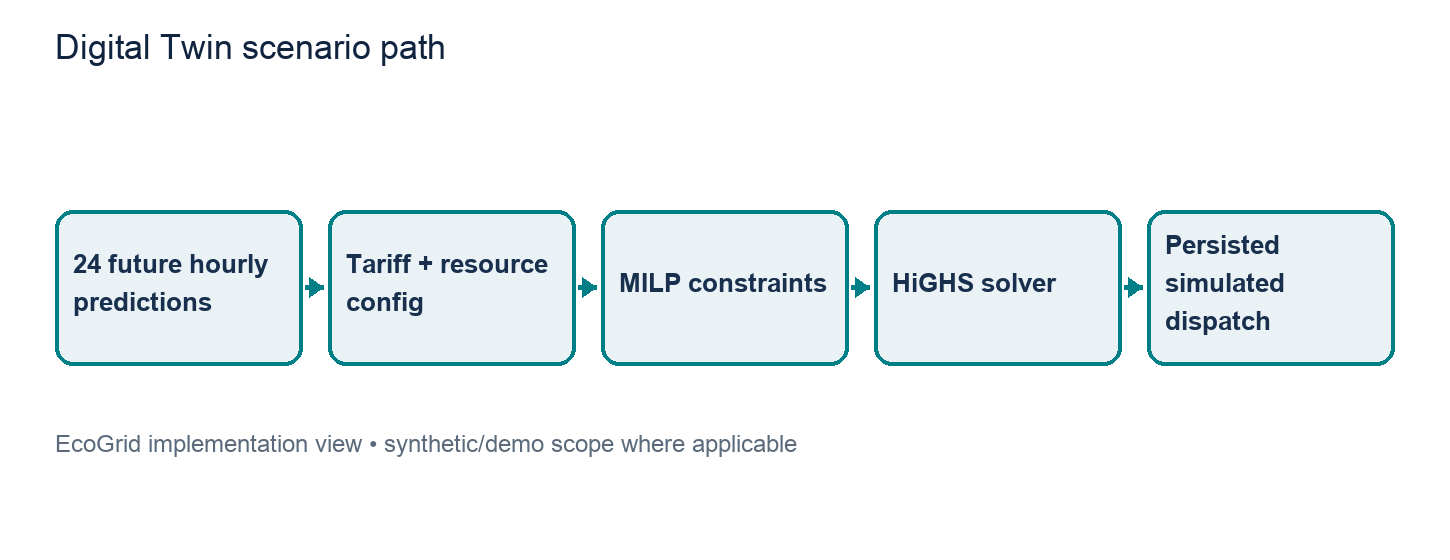 Digital Twin scenario path
24 future hourly
predictions
Tariff + resource
config
MILP constraints
HiGHS solver
Persisted
simulated
dispatch
EcoGrid implementation view • synthetic/demo scope where applicable